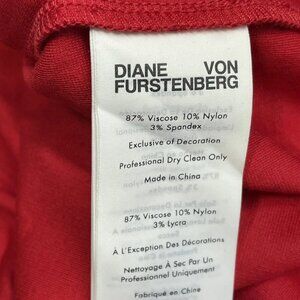 DIANE VON
FURSTENBERG
87% Viscose 10% Nylon
3% Spandex
Exclusive of Decoration
Professional Dry Clean Only
Made in China
87% Viscose 10% Nylon
3% Lycra
À L'Exception Des Décorations
Nettoyage À Sec Par Un
Professionnel Uniquement
Fabriqué en Chine